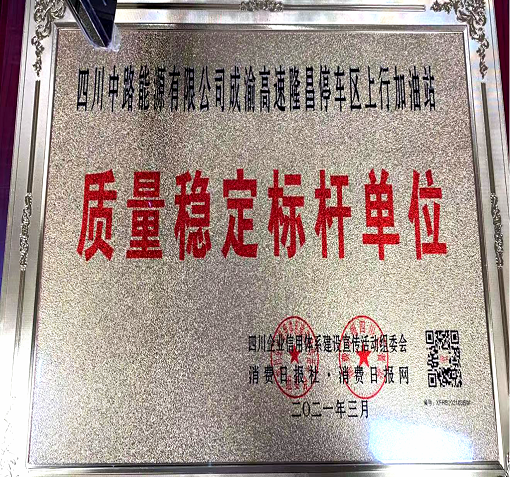 四川中路能源有限公司成渝高速隆昌停车区上行加油站
质量稳定标杆单位
四川企业信用体系建设宣传活动组委会
消费日报社·消费日报网
二〇二一年三月
编号：